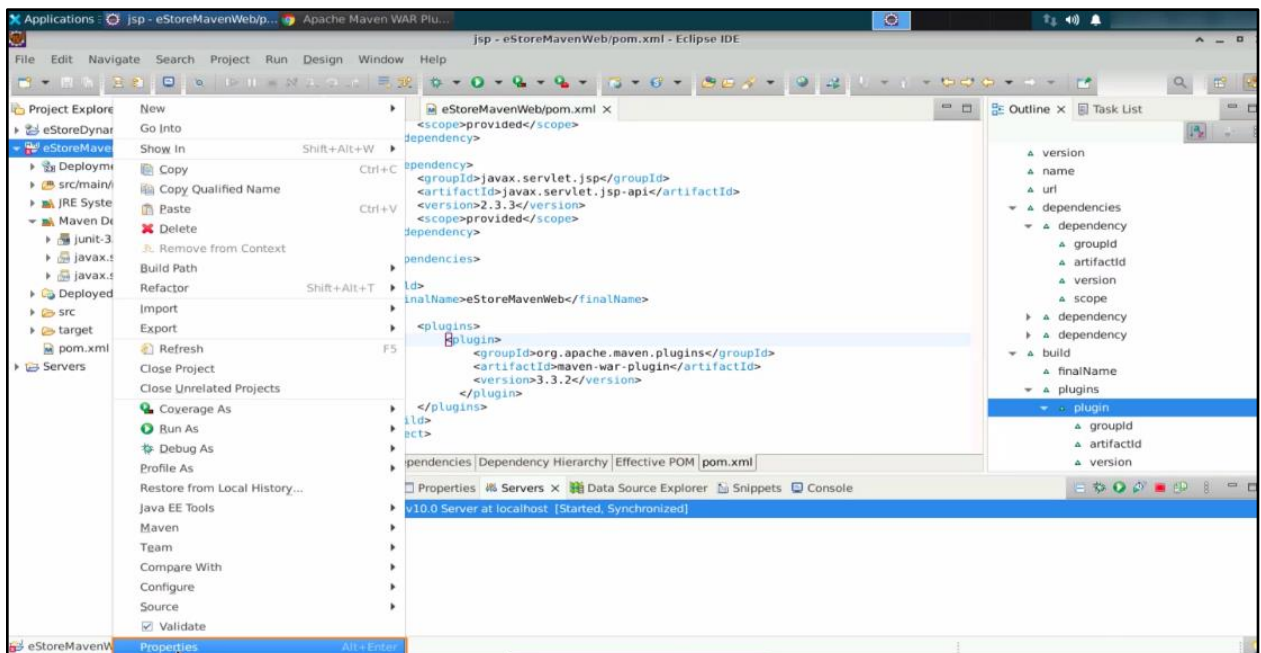 Applications : jsp - eStoreMavenWeb/p... Apache Maven WAR Plu...
jsp - eStoreMavenWeb/pom.xml - Eclipse IDE
File Edit Navigate Search Project Run Design Window Help
Project Explore
eStoreDynar
eStoreMave
Deployme
src/main/
JRE Syste
Maven De
junit-3
javax.s
javax.s
Deployed
src
target
pom.xml
Servers
eStoreMavenW
New
Go Into
Show In Shift+Alt+W
Copy Ctrl+C
Copy Qualified Name
Paste Ctrl+V
Delete
Remove from Context
Build Path
Refactor Shift+Alt+T
Import
Export
Refresh F5
Close Project
Close Unrelated Projects
Coverage As
Run As
Debug As
Profile As
Restore from Local History...
Java EE Tools
Maven
Team
Compare With
Configure
Source
Validate
Properties Alt+Enter
eStoreMavenWeb/pom.xml
<scope>provided</scope>
dependency>
ependency>
<groupId>javax.servlet.jsp</groupId>
<artifactId>javax.servlet.jsp-api</artifactId>
<version>2.3.3</version>
<scope>provided</scope>
dependency>
pendencies>
ld>
inalName>eStoreMavenWeb</finalName>
<plugins>
<plugin>
<groupId>org.apache.maven.plugins</groupId>
<artifactId>maven-war-plugin</artifactId>
<version>3.3.2</version>
</plugin>
</plugins>
ild>
ect>
pendencies Dependency Hierarchy Effective POM pom.xml
Properties Servers Data Source Explorer Snippets Console
v10.0 Server at localhost [Started, Synchronized]
Outline Task List
version
name
url
dependencies
dependency
groupId
artifactId
version
scope
dependency
dependency
build
finalName
plugins
plugin
groupId
artifactId
version